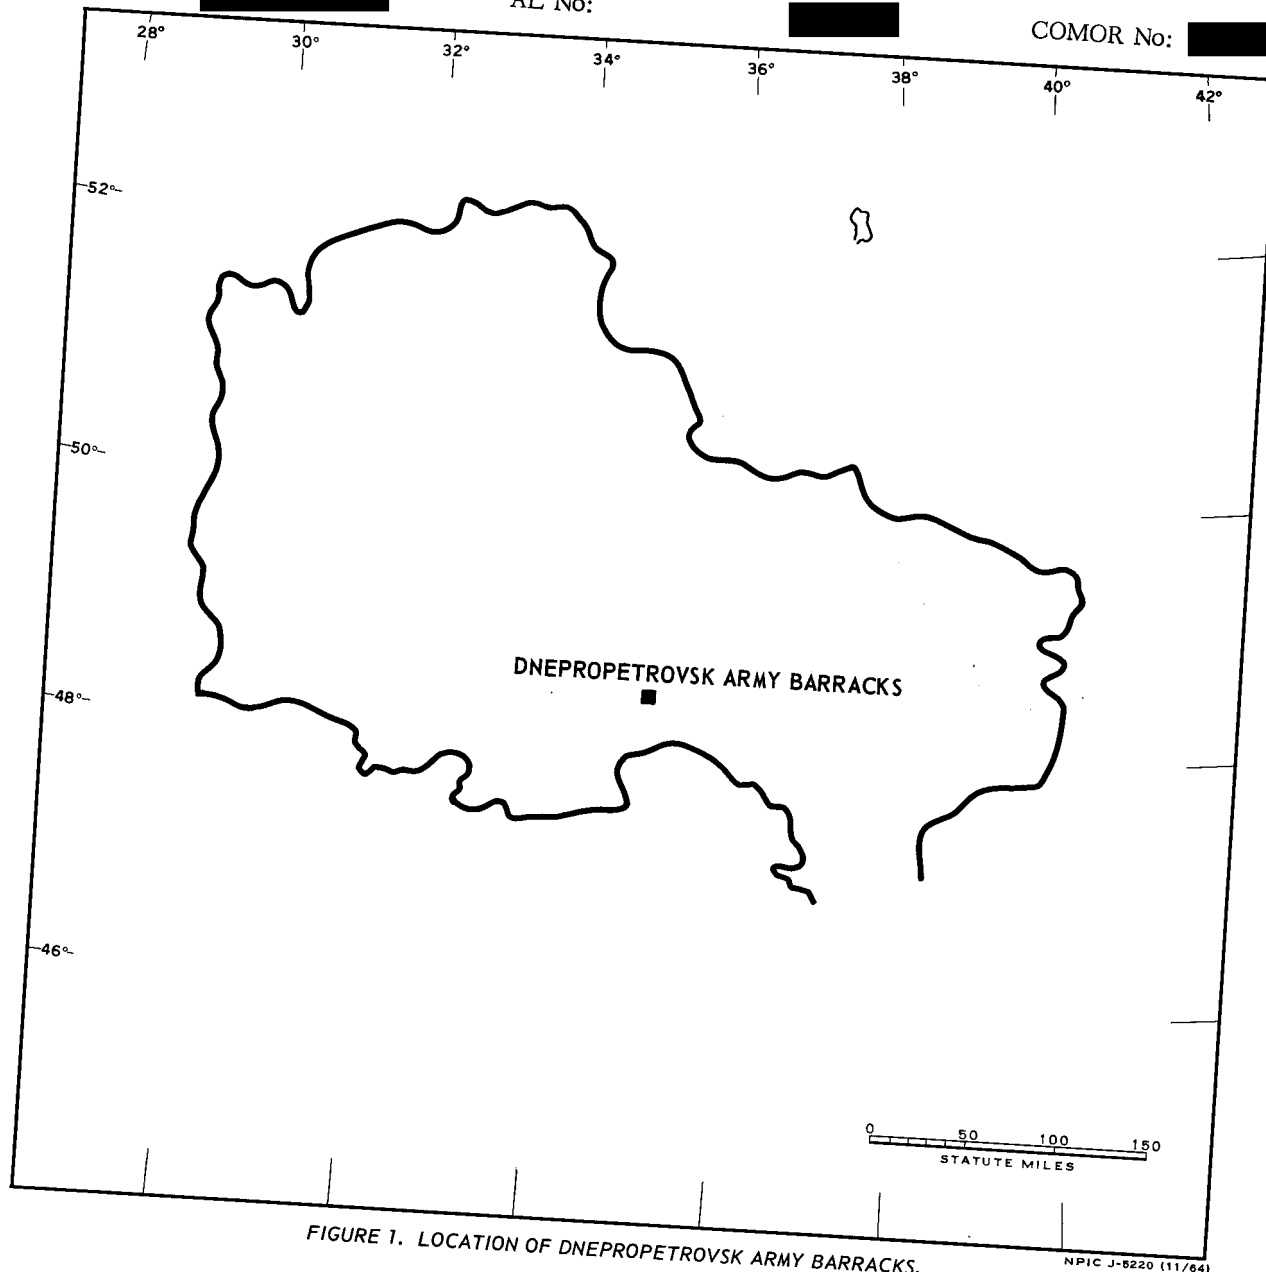 AL No:
COMOR No:
28° 30° 32° 34° 36° 38° 40° 42°
52°
50°
DNEPROPETROVSK ARMY BARRACKS
48°
46°
0 50 100 150
STATUTE MILES
FIGURE 1. LOCATION OF DNEPROPETROVSK ARMY BARRACKS.
NPIC J-5220 (11/64)